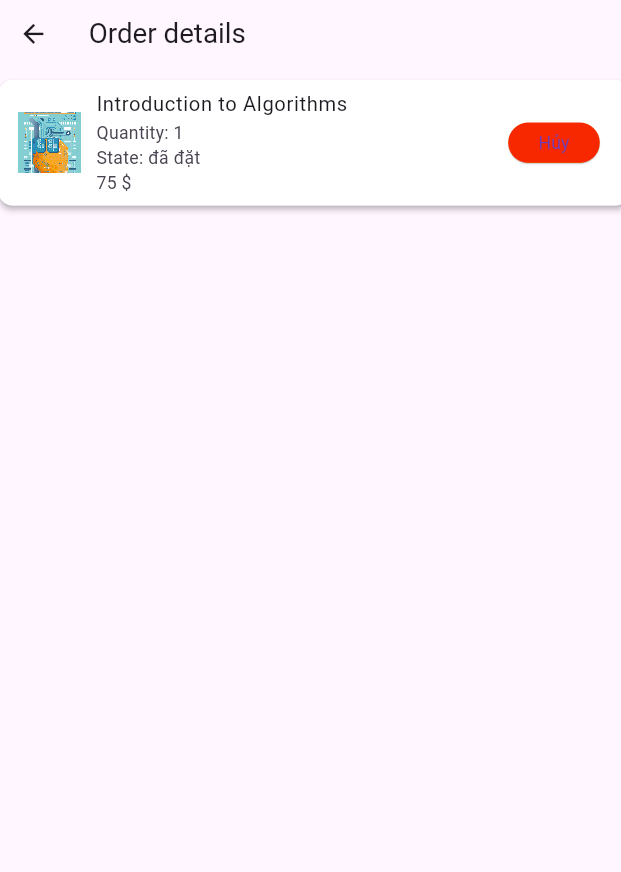 Order details
Introduction to Algorithms
Quantity: 1
State: đã đặt
75 $
Hủy